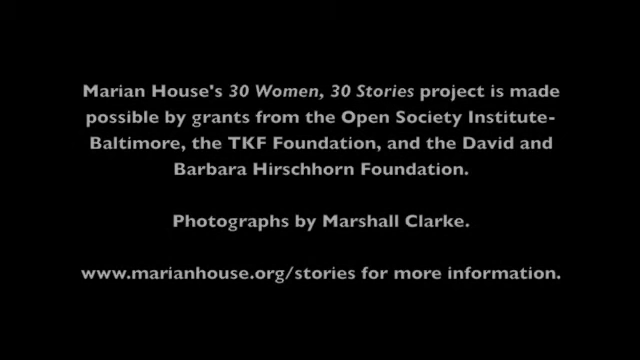 Marian House's 30 Women, 30 Stories project is made
possible by grants from the Open Society Institute-
Baltimore, the TKF Foundation, and the David and
Barbara Hirschhorn Foundation.
Photographs by Marshall Clarke.
www.marianhouse.org/stories for more information.